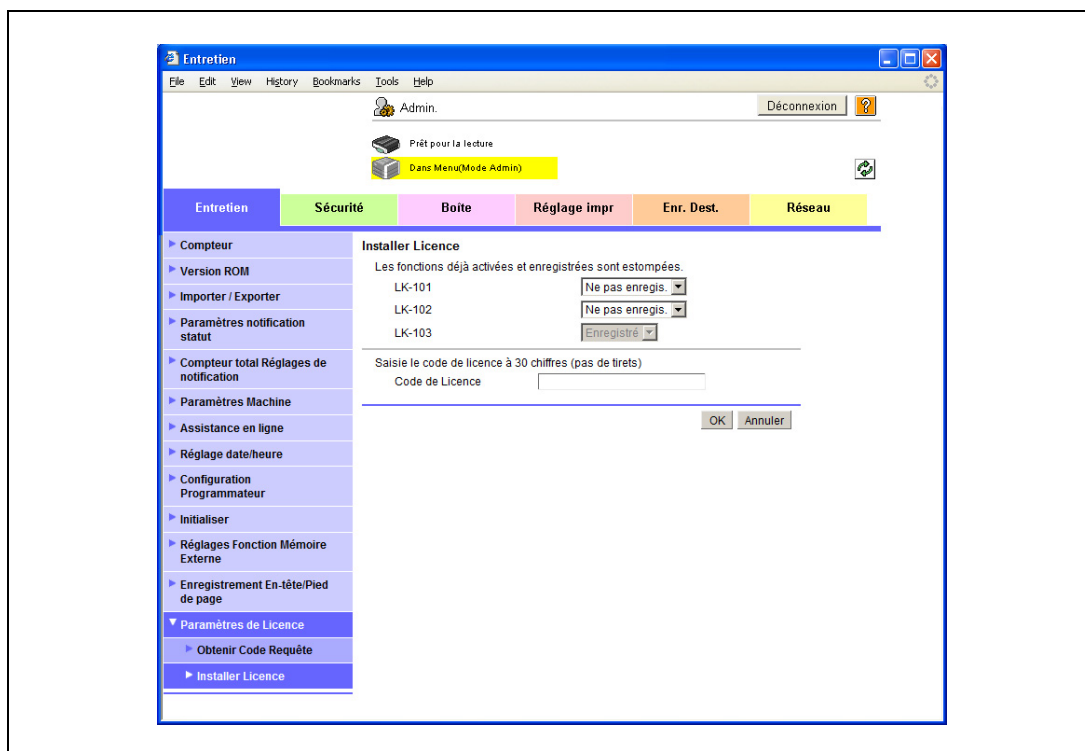 Entretien
File Edit View History Bookmarks Tools Help
Admin.
Déconnexion
?
Prêt pour la lecture
Dans Menu(Mode Admin)
Entretien Sécurité Boîte Réglage impr Enr. Dest. Réseau
Compteur
Version ROM
Importer / Exporter
Paramètres notification
statut
Compteur total Réglages de
notification
Paramètres Machine
Assistance en ligne
Réglage date/heure
Configuration
Programmateur
Initialiser
Réglages Fonction Mémoire
Externe
Enregistrement En-tête/Pied
de page
Paramètres de Licence
Obtenir Code Requête
Installer Licence
Installer Licence
Les fonctions déjà activées et enregistrées sont estompées.
LK-101 Ne pas enregis.
LK-102 Ne pas enregis.
LK-103 Enregistré
Saisie le code de licence à 30 chiffres (pas de tirets)
Code de Licence
OK Annuler